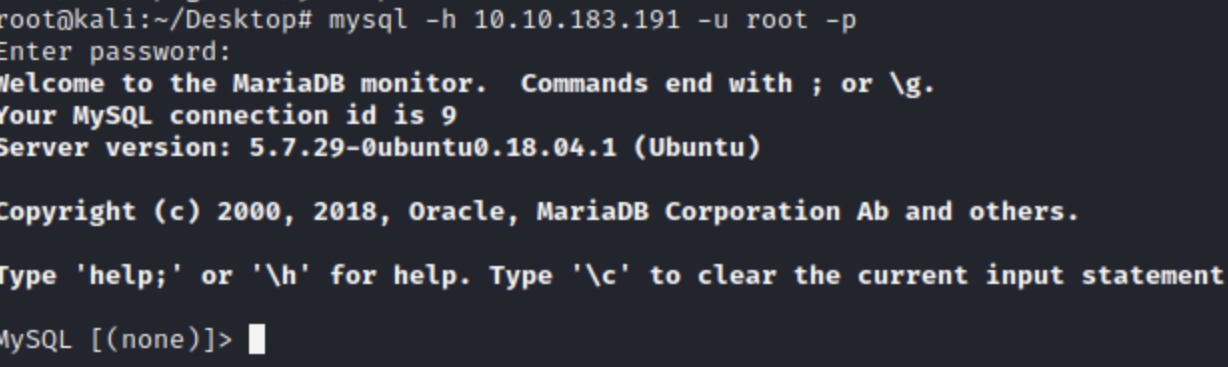 root@kali:~/Desktop# mysql -h 10.10.183.191 -u root -p
Enter password:
Welcome to the MariaDB monitor.  Commands end with ; or \g.
Your MySQL connection id is 9
Server version: 5.7.29-0ubuntu0.18.04.1 (Ubuntu)
Copyright (c) 2000, 2018, Oracle, MariaDB Corporation Ab and others.
Type 'help;' or '\h' for help. Type '\c' to clear the current input statement
MySQL [(none)]>